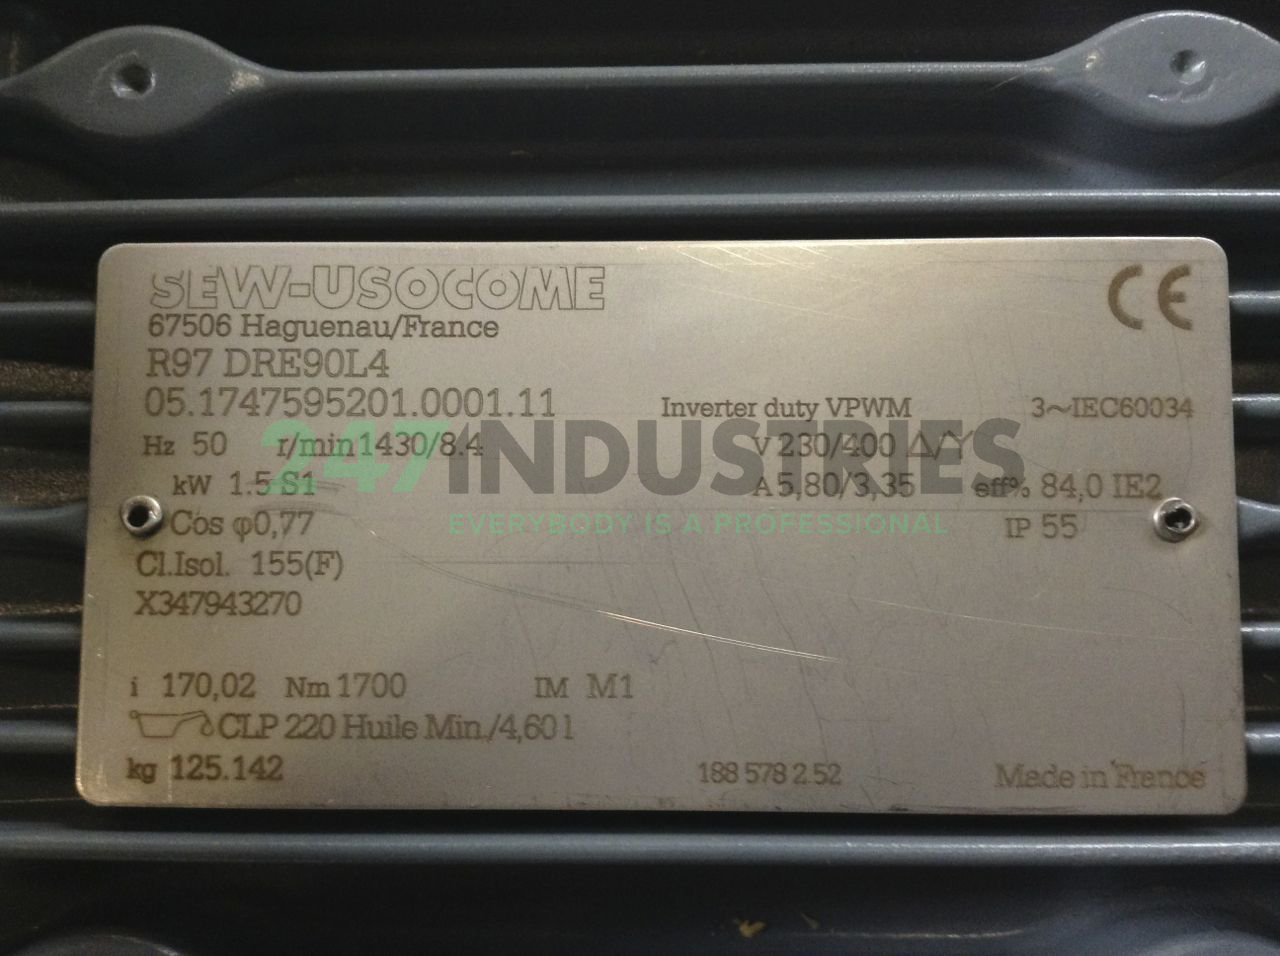 SEW-USOCOME
67506 Haguenau/France
R97 DRE90L4
05.1747595201.0001.11
Inverter duty VPWM 3~IEC60034
Hz 50 r/min 1430/8.4 V 230/400 Δ/Y
kW 1.5 S1 A 5,80/3,35 eff% 84,0 IE2
Cos φ0,77 IP 55
Cl.Isol. 155(F)
X347943270
i 170,02 Nm 1700 IM M1
CLP 220 Huile Min./4,60 l
kg 125.142 188 578 2.52 Made in France
CE
247INDUSTRIES
EVERYBODY IS A PROFESSIONAL